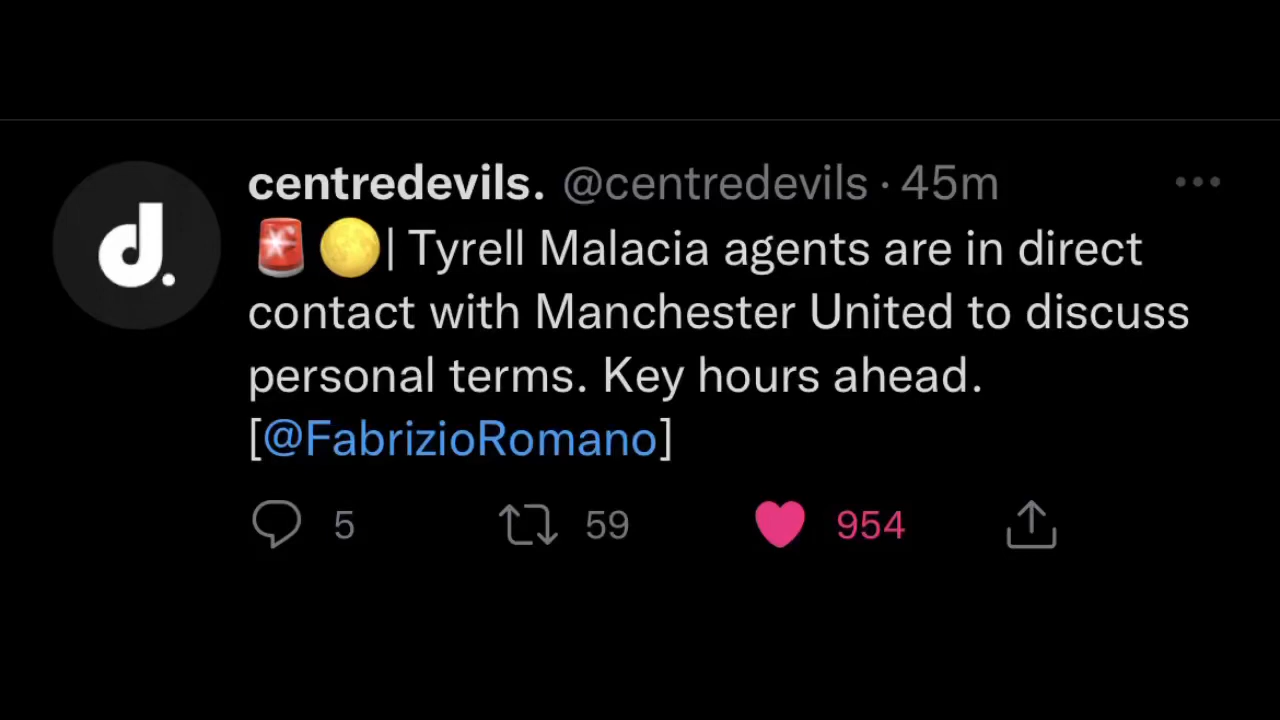 centredevils. @centredevils · 45m
🚨🌕| Tyrell Malacia agents are in direct
contact with Manchester United to discuss
personal terms. Key hours ahead.
[@FabrizioRomano]
5 59 954
d.